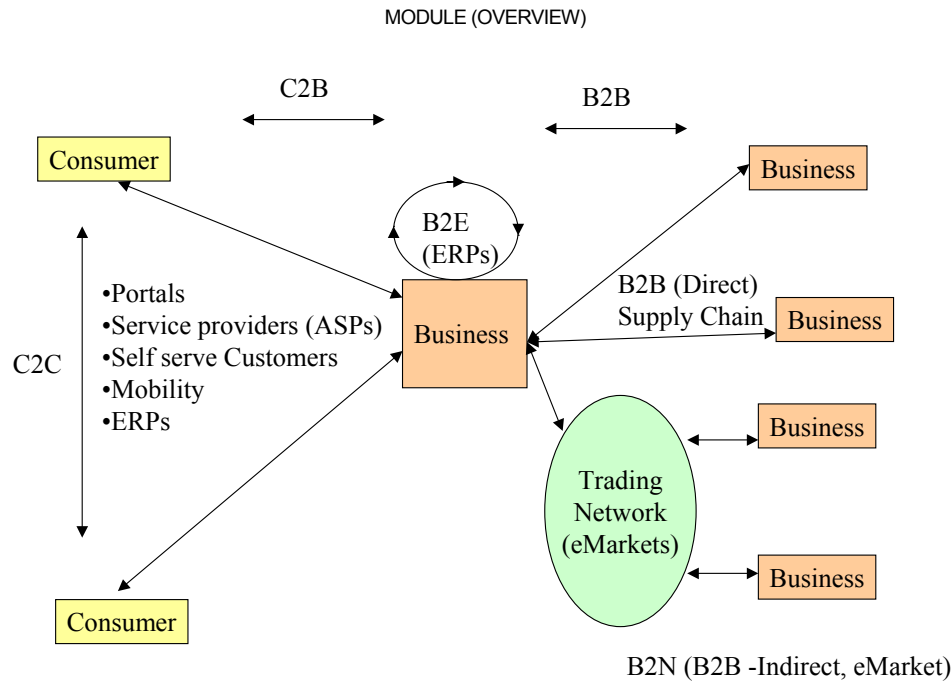 MODULE (OVERVIEW)
C2B
B2B
Consumer
Business
B2E
(ERPs)
B2B (Direct)
Supply Chain
•Portals
•Service providers (ASPs)
•Self serve Customers
•Mobility
•ERPs
C2C
Business
Business
Business
Trading
Network
(eMarkets)
Business
Consumer
B2N (B2B -Indirect, eMarket)